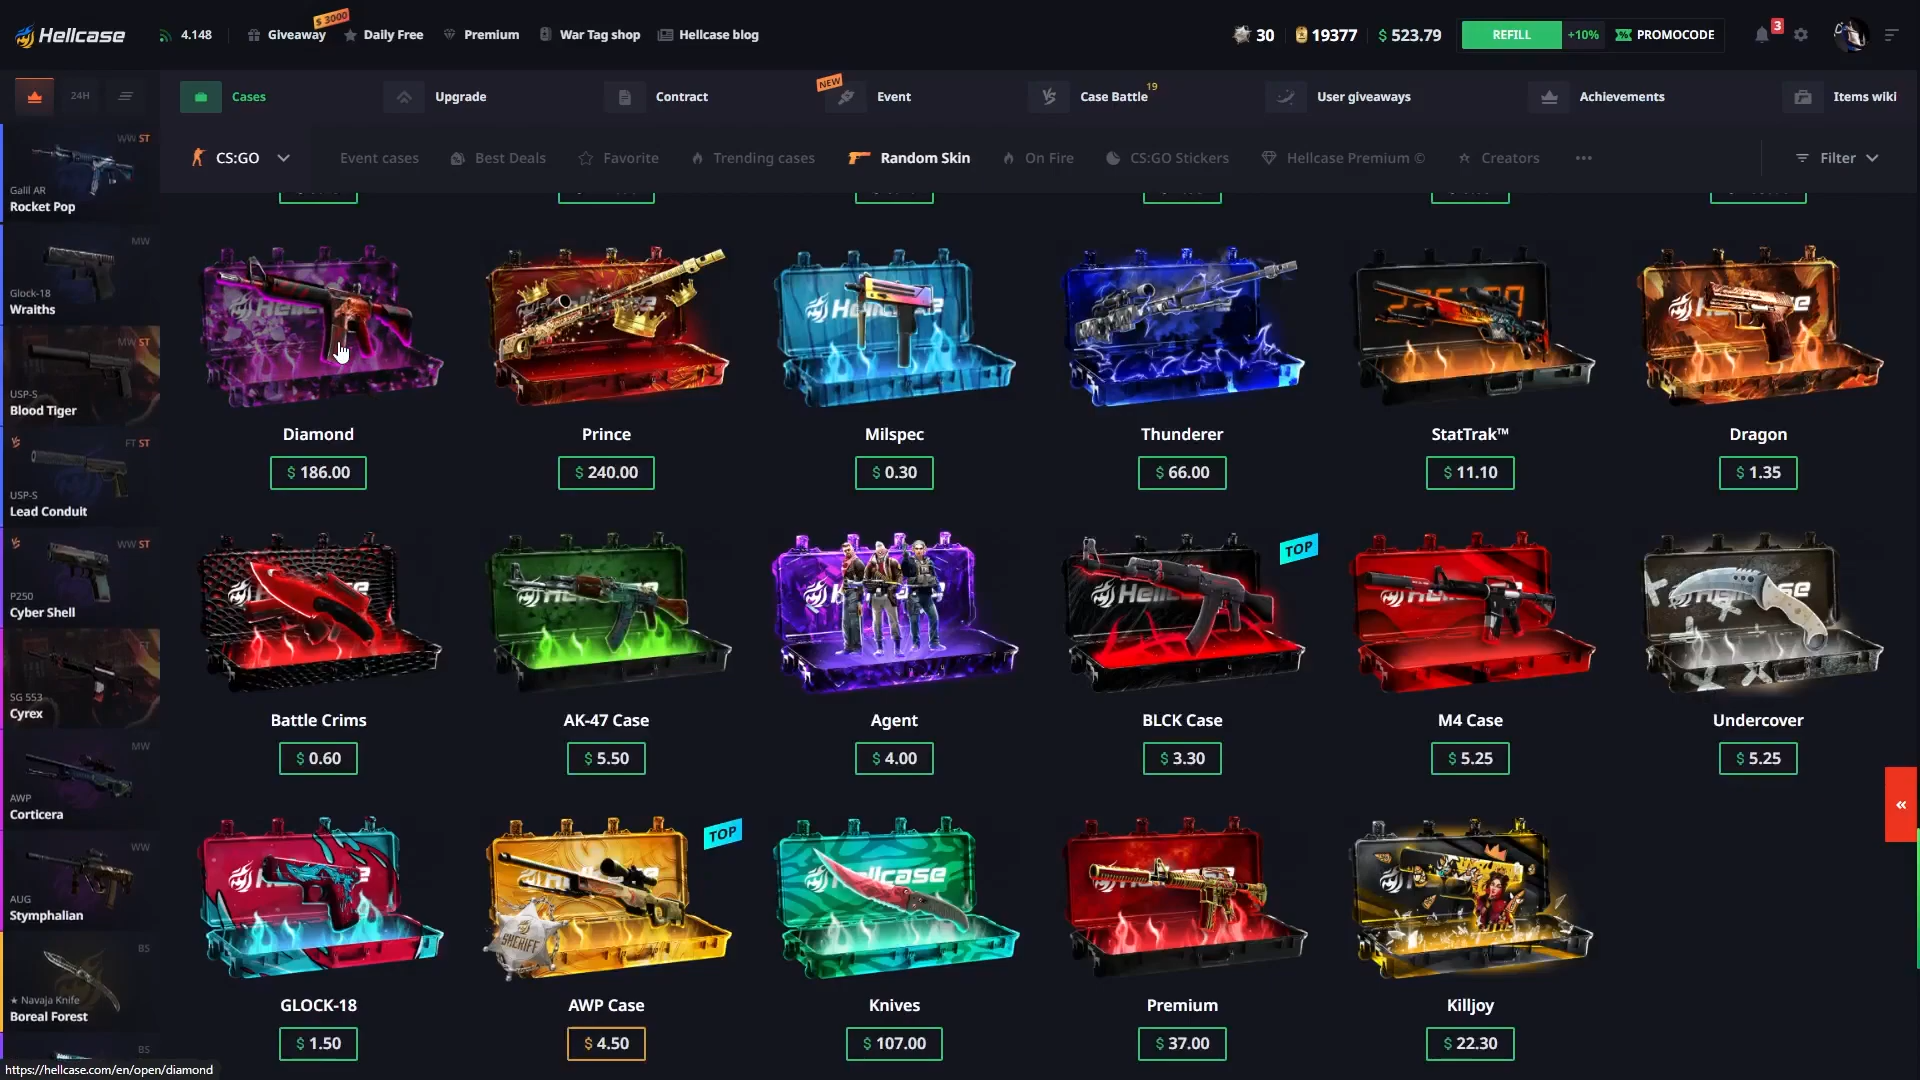 Hellcase
4.148
Giveaway
$ 3000
Daily Free
Premium
War Tag shop
Hellcase blog
30
19377
$ 523.79
REFILL
+10%
PROMOCODE
3
24H
Cases
Upgrade
Contract
NEW
Event
Case Battle
19
User giveaways
Achievements
Items wiki
CS:GO
Event cases
Best Deals
Favorite
Trending cases
Random Skin
On Fire
CS:GO Stickers
Hellcase Premium ©
Creators
Filter
WW ST
Galil AR
Rocket Pop
MW
Glock-18
Wraiths
MW ST
USP-S
Blood Tiger
FT ST
USP-S
Lead Conduit
WW ST
P250
Cyber Shell
FT
SG 553
Cyrex
MW
AWP
Corticera
WW
AUG
Stymphalian
BS
★ Navaja Knife
Boreal Forest
BS
Diamond
$ 186.00
Prince
$ 240.00
Milspec
$ 0.30
Thunderer
$ 66.00
StatTrak™
$ 11.10
Dragon
$ 1.35
Battle Crims
$ 0.60
AK-47 Case
$ 5.50
Agent
$ 4.00
TOP
BLCK Case
$ 3.30
M4 Case
$ 5.25
Undercover
$ 5.25
GLOCK-18
$ 1.50
TOP
SHERIFF
AWP Case
$ 4.50
Hellcase
Knives
$ 107.00
Premium
$ 37.00
Killjoy
$ 22.30
«
https://hellcase.com/en/open/diamond